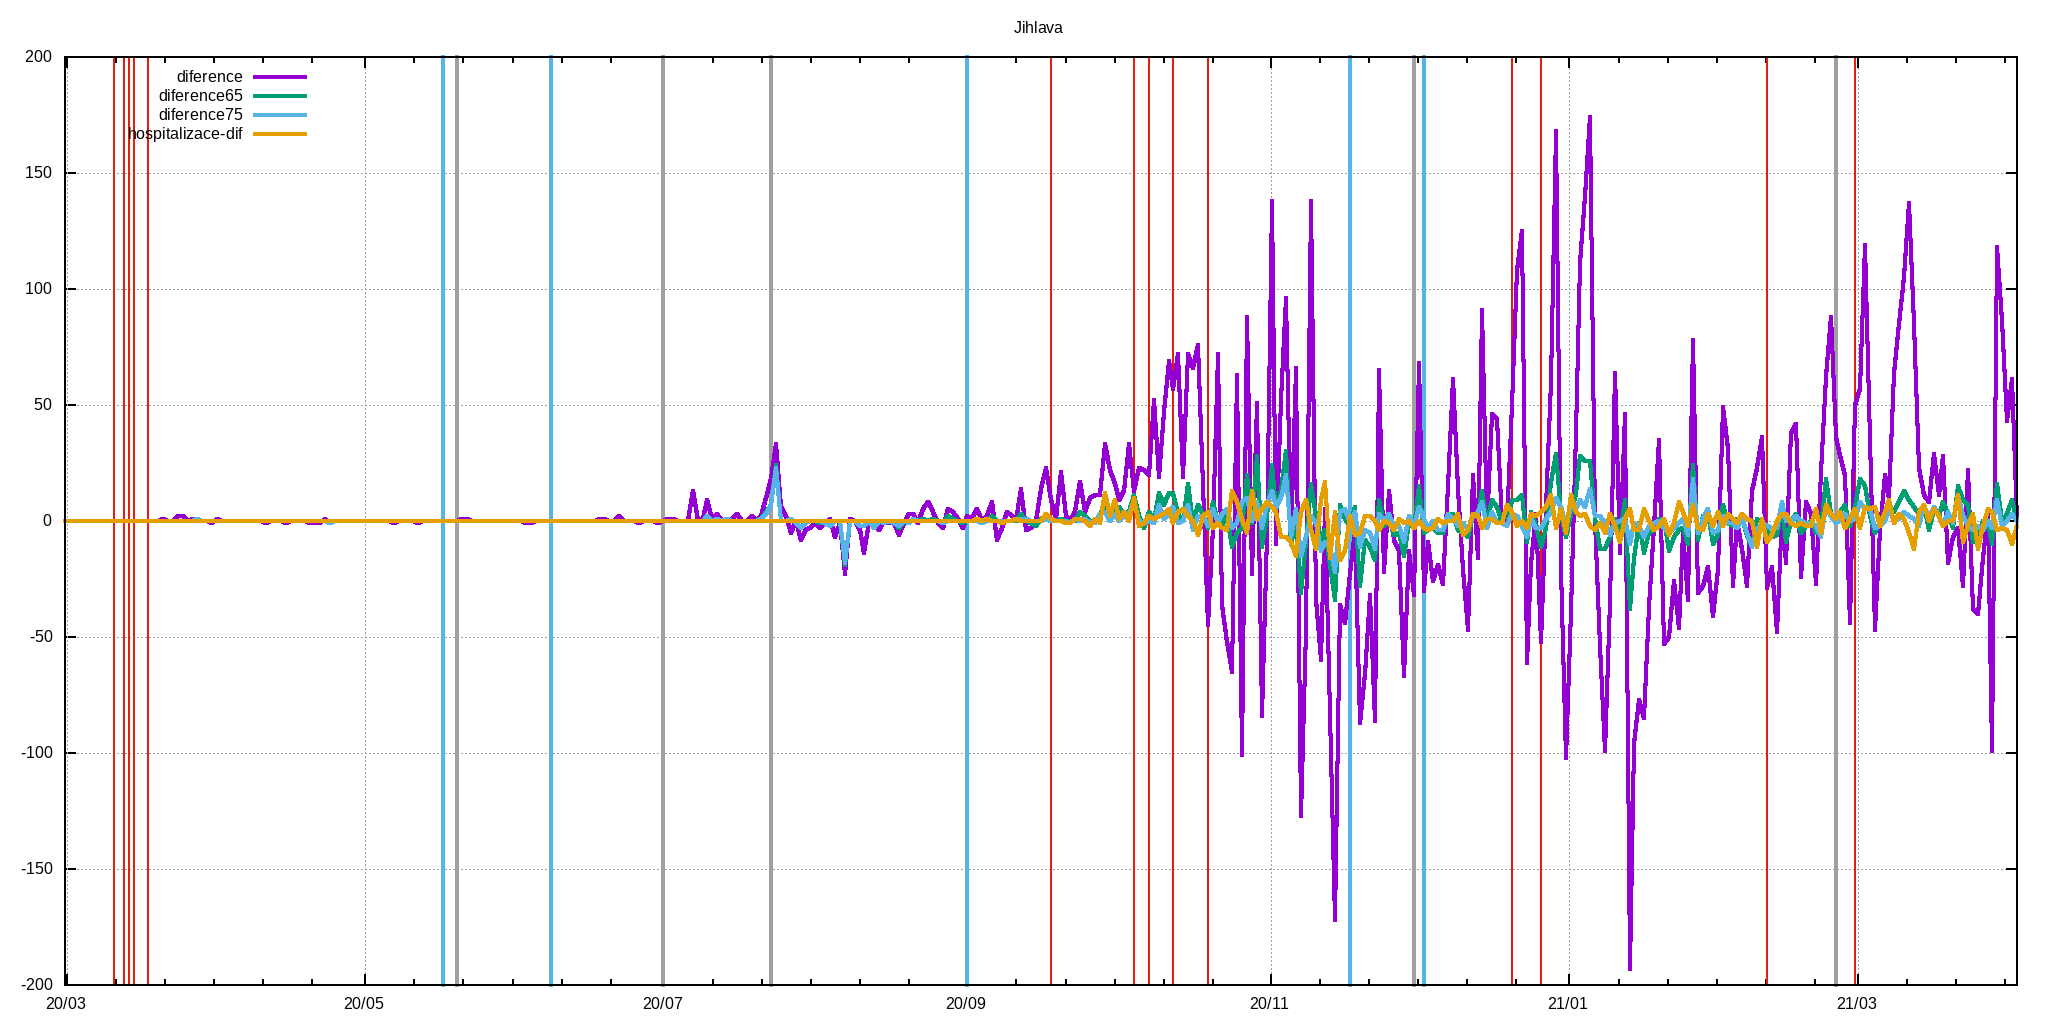 Jihlava
200
150
100
50
0
-50
-100
-150
-200
diference
diference65
diference75
hospitalizace-dif
20/03 20/05 20/07 20/09 20/11 21/01 21/03